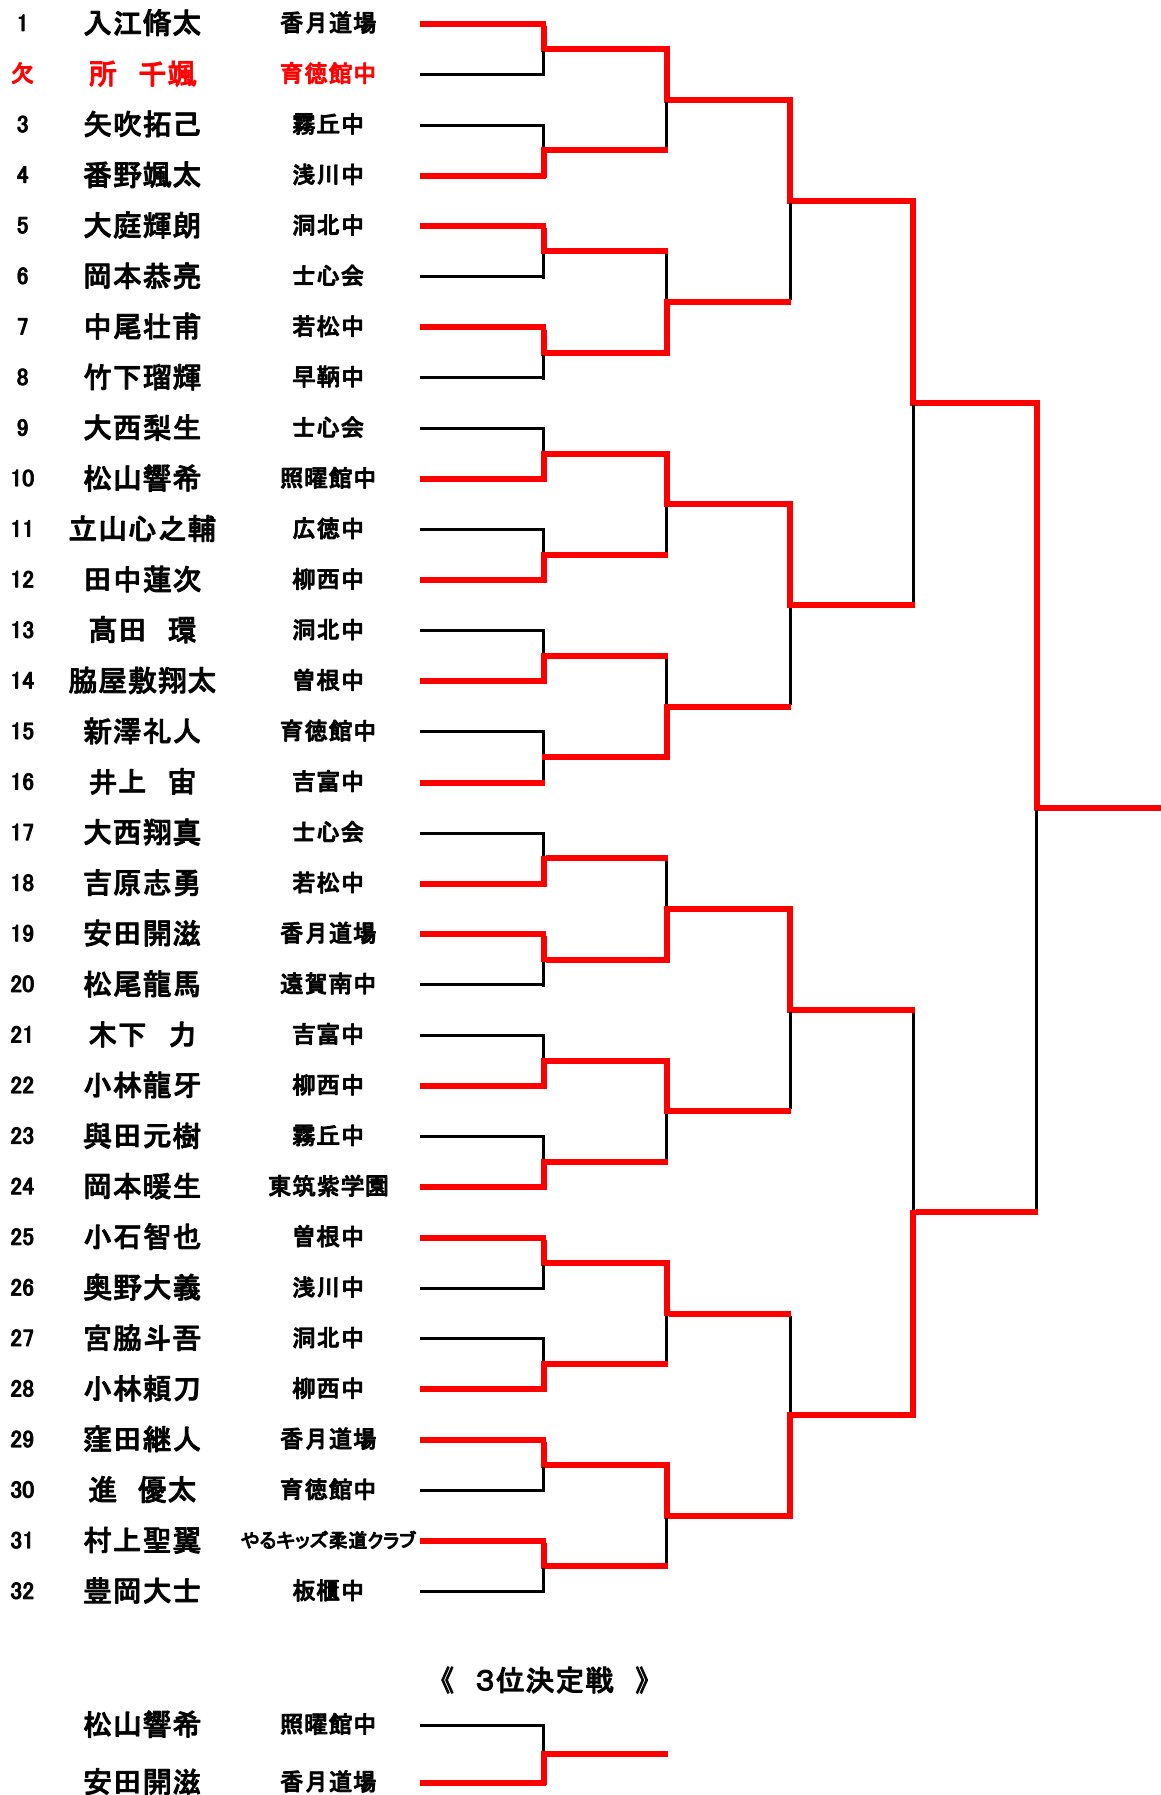 1 入江脩太 香月道場
欠 所 千颯 育徳館中
3 矢吹拓己 霧丘中
4 番野颯太 浅川中
5 大庭輝朗 洞北中
6 岡本恭亮 士心会
7 中尾壮甫 若松中
8 竹下瑠輝 早鞆中
9 大西梨生 士心会
10 松山響希 照曜館中
11 立山心之輔 広徳中
12 田中蓮次 柳西中
13 髙田 環 洞北中
14 脇屋敷翔太 曽根中
15 新澤礼人 育徳館中
16 井上 宙 吉富中
17 大西翔真 士心会
18 吉原志勇 若松中
19 安田開滋 香月道場
20 松尾龍馬 遠賀南中
21 木下 力 吉富中
22 小林龍牙 柳西中
23 與田元樹 霧丘中
24 岡本暖生 東筑紫学園
25 小石智也 曽根中
26 奥野大義 浅川中
27 宮脇斗吾 洞北中
28 小林頼刀 柳西中
29 窪田継人 香月道場
30 進 優太 育徳館中
31 村上聖翼 やるキッズ柔道クラブ
32 豊岡大士 板櫃中
《 3位決定戦 》
松山響希 照曜館中
安田開滋 香月道場